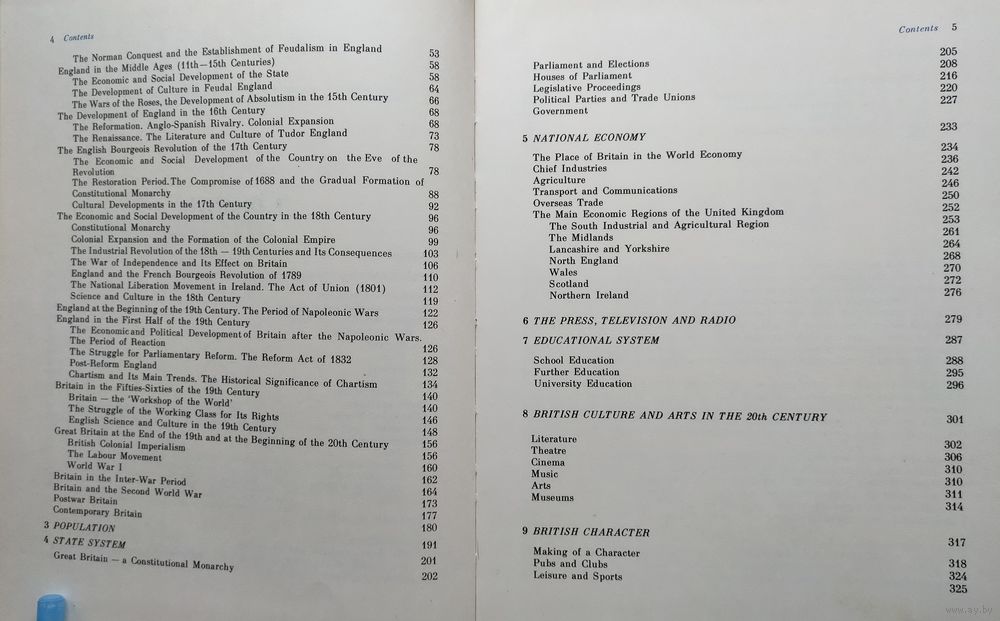 4 Contents
The Norman Conquest and the Establishment of Feudalism in England 53
England in the Middle Ages (11th—15th Centuries) 58
The Economic and Social Development of the State 58
The Development of Culture in Feudal England 64
The Wars of the Roses, the Development of Absolutism in the 15th Century 66
The Development of England in the 16th Century 68
The Reformation. Anglo-Spanish Rivalry. Colonial Expansion 68
The Renaissance. The Literature and Culture of Tudor England 73
The English Bourgeois Revolution of the 17th Century 78
The Economic and Social Development of the Country on the Eve of the
Revolution 78
The Restoration Period. The Compromise of 1688 and the Gradual Formation of
Constitutional Monarchy 88
Cultural Developments in the 17th Century 92
The Economic and Social Development of the Country in the 18th Century 96
Constitutional Monarchy 96
Colonial Expansion and the Formation of the Colonial Empire 99
The Industrial Revolution of the 18th — 19th Centuries and Its Consequences 103
The War of Independence and Its Effect on Britain 106
England and the French Bourgeois Revolution of 1789 110
The National Liberation Movement in Ireland. The Act of Union (1801) 112
Science and Culture in the 18th Century 119
England at the Beginning of the 19th Century. The Period of Napoleonic Wars 122
England in the First Half of the 19th Century 126
The Economic and Political Development of Britain after the Napoleonic Wars.
The Period of Reaction 126
The Struggle for Parliamentary Reform. The Reform Act of 1832 128
Post-Reform England 132
Chartism and Its Main Trends. The Historical Significance of Chartism 134
Britain in the Fifties-Sixties of the 19th Century 140
Britain — the 'Workshop of the World' 140
The Struggle of the Working Class for Its Rights 146
English Science and Culture in the 19th Century 148
Great Britain at the End of the 19th and at the Beginning of the 20th Century 156
British Colonial Imperialism 156
The Labour Movement 160
World War I 162
Britain in the Inter-War Period 164
Britain and the Second World War 173
Postwar Britain 177
Contemporary Britain 180
3 POPULATION 191
4 STATE SYSTEM 201
Great Britain — a Constitutional Monarchy 202
Contents 5
Parliament and Elections 205
Houses of Parliament 208
Legislative Proceedings 216
Political Parties and Trade Unions 220
Government 227
5 NATIONAL ECONOMY 233
The Place of Britain in the World Economy 234
Chief Industries 236
Agriculture 242
Transport and Communications 246
Overseas Trade 250
The Main Economic Regions of the United Kingdom 252
The South Industrial and Agricultural Region 253
The Midlands 261
Lancashire and Yorkshire 264
North England 268
Wales 270
Scotland 272
Northern Ireland 276
6 THE PRESS, TELEVISION AND RADIO 279
7 EDUCATIONAL SYSTEM 287
School Education 288
Further Education 295
University Education 296
8 BRITISH CULTURE AND ARTS IN THE 20th CENTURY 301
Literature 302
Theatre 306
Cinema 310
Music 310
Arts 311
Museums 314
9 BRITISH CHARACTER 317
Making of a Character 318
Pubs and Clubs 324
Leisure and Sports 325
www.ay.by